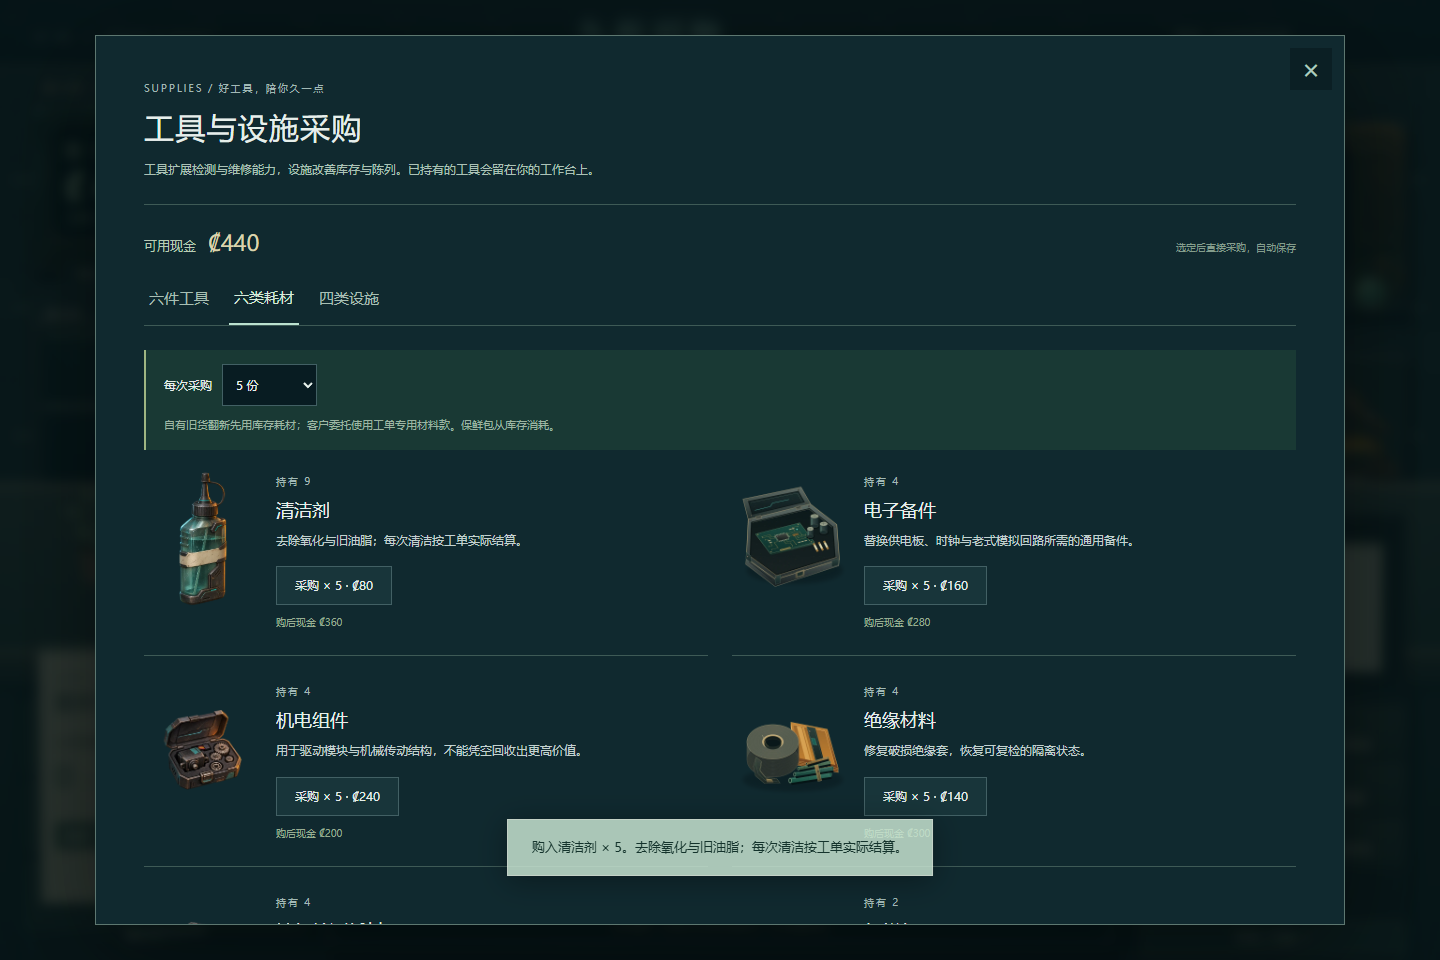 SUPPLIES / 好工具，陪你久一点
工具与设施采购
工具扩展检测与维修能力，设施改善库存与陈列。已持有的工具会留在你的工作台上。
可用现金 ₡440
选定后直接采购，自动保存
六件工具 六类耗材 四类设施
每次采购 5 份
自有旧货翻新先用库存耗材；客户委托使用工单专用材料款。保鲜包从库存消耗。
持有 9
清洁剂
去除氧化与旧油脂；每次清洁按工单实际结算。
采购 × 5 · ₡80
购后现金 ₡360
持有 4
电子备件
替换供电板、时钟与老式模拟回路所需的通用备件。
采购 × 5 · ₡160
购后现金 ₡280
持有 4
机电组件
用于驱动模块与机械传动结构，不能凭空回收出更高价值。
采购 × 5 · ₡240
购后现金 ₡200
持有 4
绝缘材料
修复破损绝缘套，恢复可复检的隔离状态。
采购 × 5 · ₡140
购后现金 ₡300
购入清洁剂 × 5。去除氧化与旧油脂；每次清洁按工单实际结算。
持有 4
持有 2